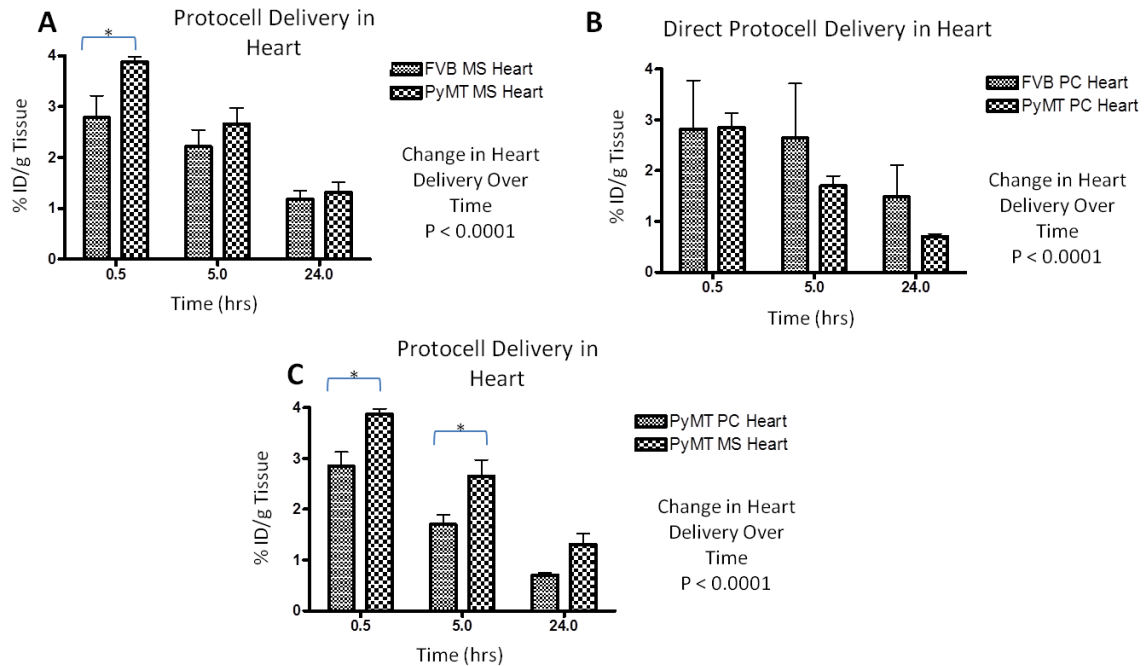 A
Protocell Delivery in
Heart
*
% ID/g Tissue
4
3
2
1
0
0.5
5.0
24.0
Time (hrs)
FVB MS Heart
PyMT MS Heart
Change in Heart
Delivery Over
Time
P < 0.0001
B
Direct Protocell Delivery in Heart
% ID/g Tissue
4
3
2
1
0
0.5
5.0
24.0
Time (hrs)
FVB PC Heart
PyMT PC Heart
Change in Heart
Delivery Over
Time
P < 0.0001
C
Protocell Delivery in
Heart
*
*
% ID/g Tissue
4
3
2
1
0
0.5
5.0
24.0
Time (hrs)
PyMT PC Heart
PyMT MS Heart
Change in Heart
Delivery Over
Time
P < 0.0001